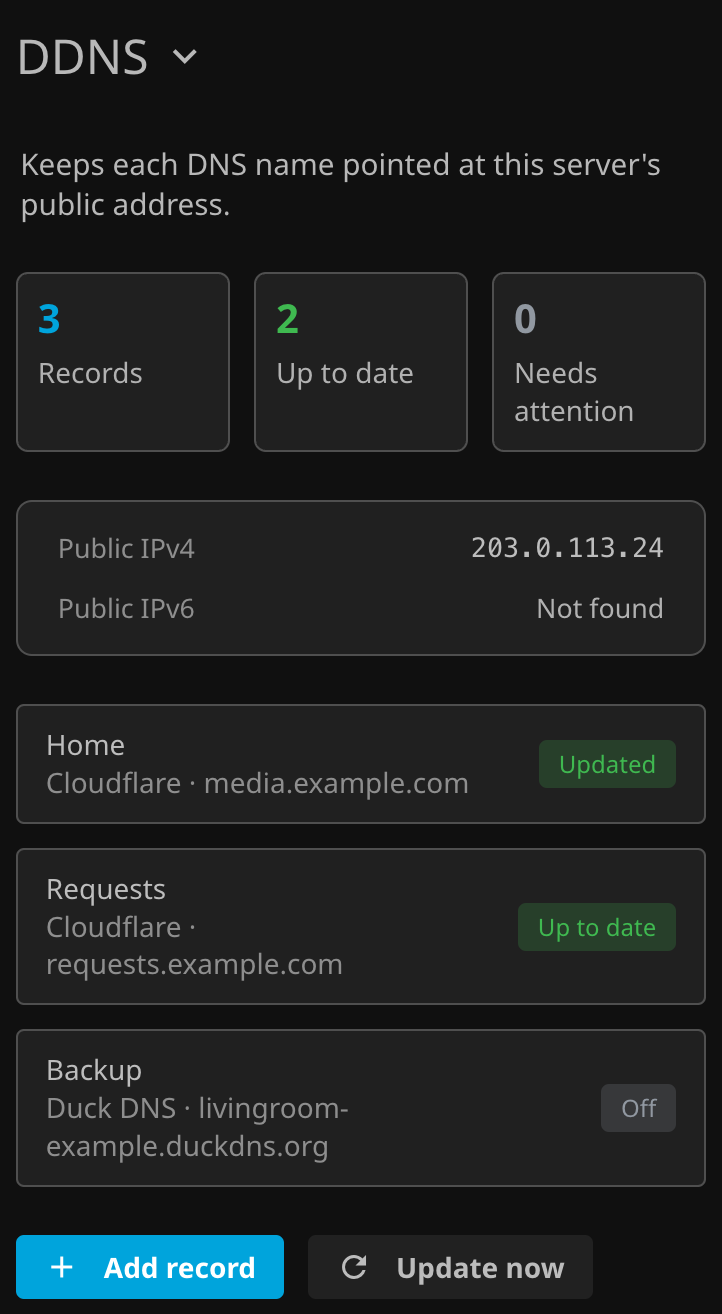 DDNS
Keeps each DNS name pointed at this server's
public address.
3
Records
2
Up to date
0
Needs
attention
Public IPv4
203.0.113.24
Public IPv6
Not found
Home
Cloudflare · media.example.com
Updated
Requests
Cloudflare ·
requests.example.com
Up to date
Backup
Duck DNS · livingroom-
example.duckdns.org
Off
Add record
Update now